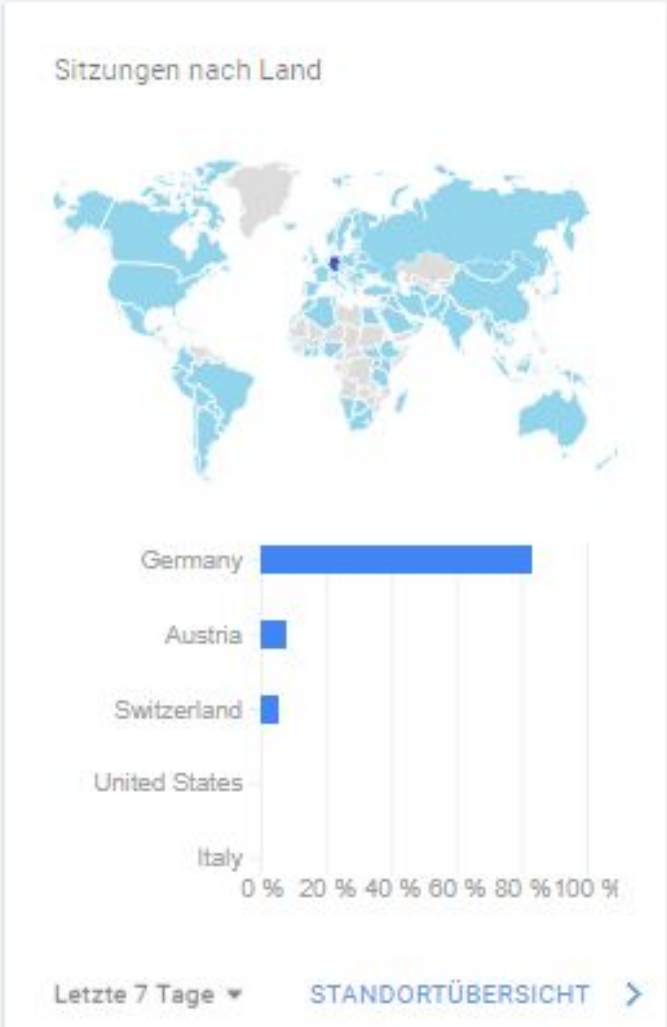 Sitzungen nach Land
Germany
Austria
Switzerland
United States
Italy
0 % 20 % 40 % 60 % 80 % 100 %
Letzte 7 Tage STANDORTÜBERSICHT